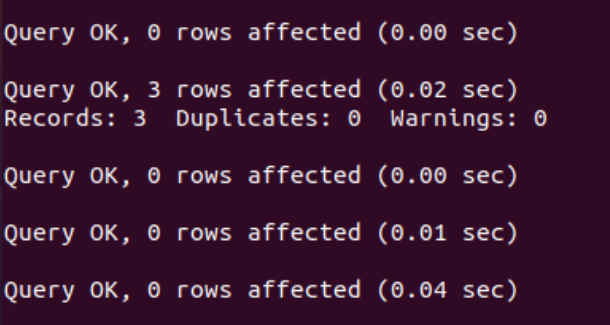 Query OK, 0 rows affected (0.00 sec)
Query OK, 3 rows affected (0.02 sec)
Records: 3  Duplicates: 0  Warnings: 0
Query OK, 0 rows affected (0.00 sec)
Query OK, 0 rows affected (0.01 sec)
Query OK, 0 rows affected (0.04 sec)